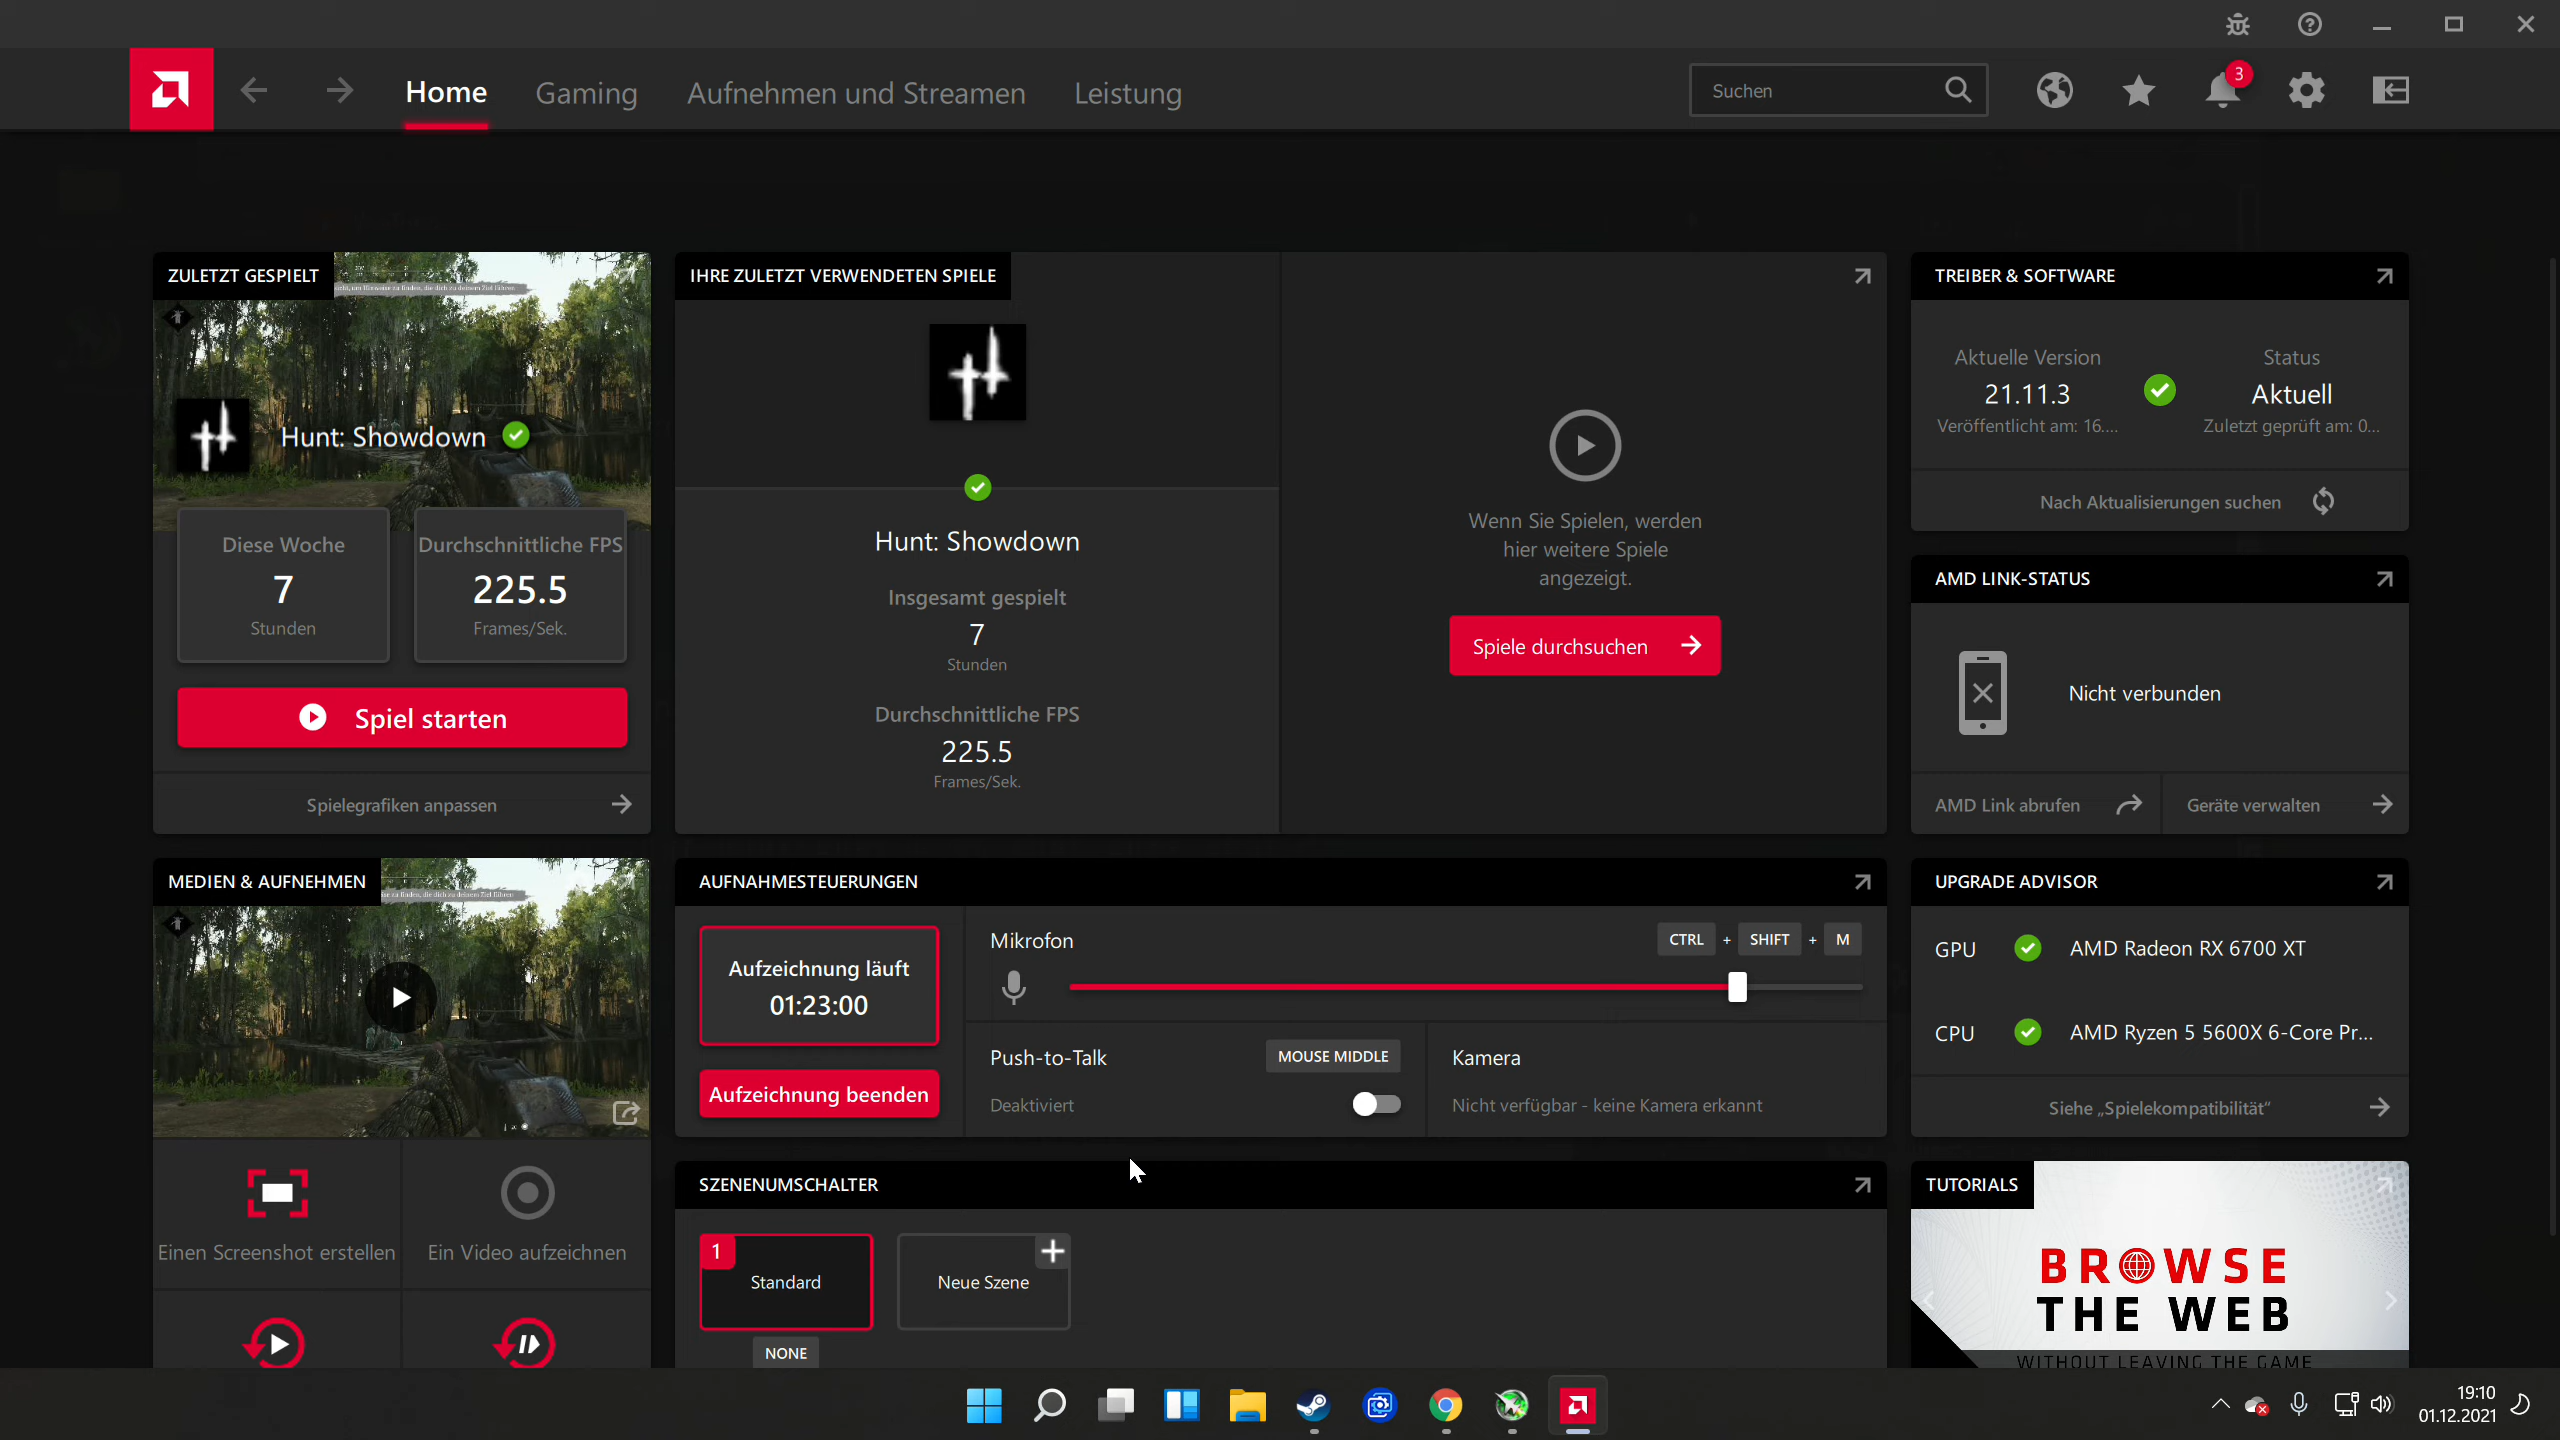 Home
Gaming
Aufnehmen und Streamen
Leistung
Suchen
3
ZULETZT GESPIELT
Hunt: Showdown
Diese Woche
7
Stunden
Durchschnittliche FPS
225.5
Frames/Sek.
Spiel starten
Spielegrafiken anpassen
IHRE ZULETZT VERWENDETEN SPIELE
Hunt: Showdown
Insgesamt gespielt
7
Stunden
Durchschnittliche FPS
225.5
Frames/Sek.
Wenn Sie Spielen, werden
hier weitere Spiele
angezeigt.
Spiele durchsuchen
TREIBER & SOFTWARE
Aktuelle Version
21.11.3
Veröffentlicht am: 16....
Status
Aktuell
Zuletzt geprüft am: 0...
Nach Aktualisierungen suchen
AMD LINK-STATUS
Nicht verbunden
AMD Link abrufen
Geräte verwalten
MEDIEN & AUFNEHMEN
Einen Screenshot erstellen
Ein Video aufzeichnen
AUFNAHMESTEUERUNGEN
Aufzeichnung läuft
01:23:00
Aufzeichnung beenden
Mikrofon
CTRL + SHIFT + M
Push-to-Talk
MOUSE MIDDLE
Deaktiviert
Kamera
Nicht verfügbar - keine Kamera erkannt
SZENENUMSCHALTER
1
Standard
NONE
Neue Szene
UPGRADE ADVISOR
GPU
AMD Radeon RX 6700 XT
CPU
AMD Ryzen 5 5600X 6-Core Pr...
Siehe „Spielekompatibilität“
TUTORIALS
BROWSE
THE WEB
WITHOUT LEAVING THE GAME
19:10
01.12.2021